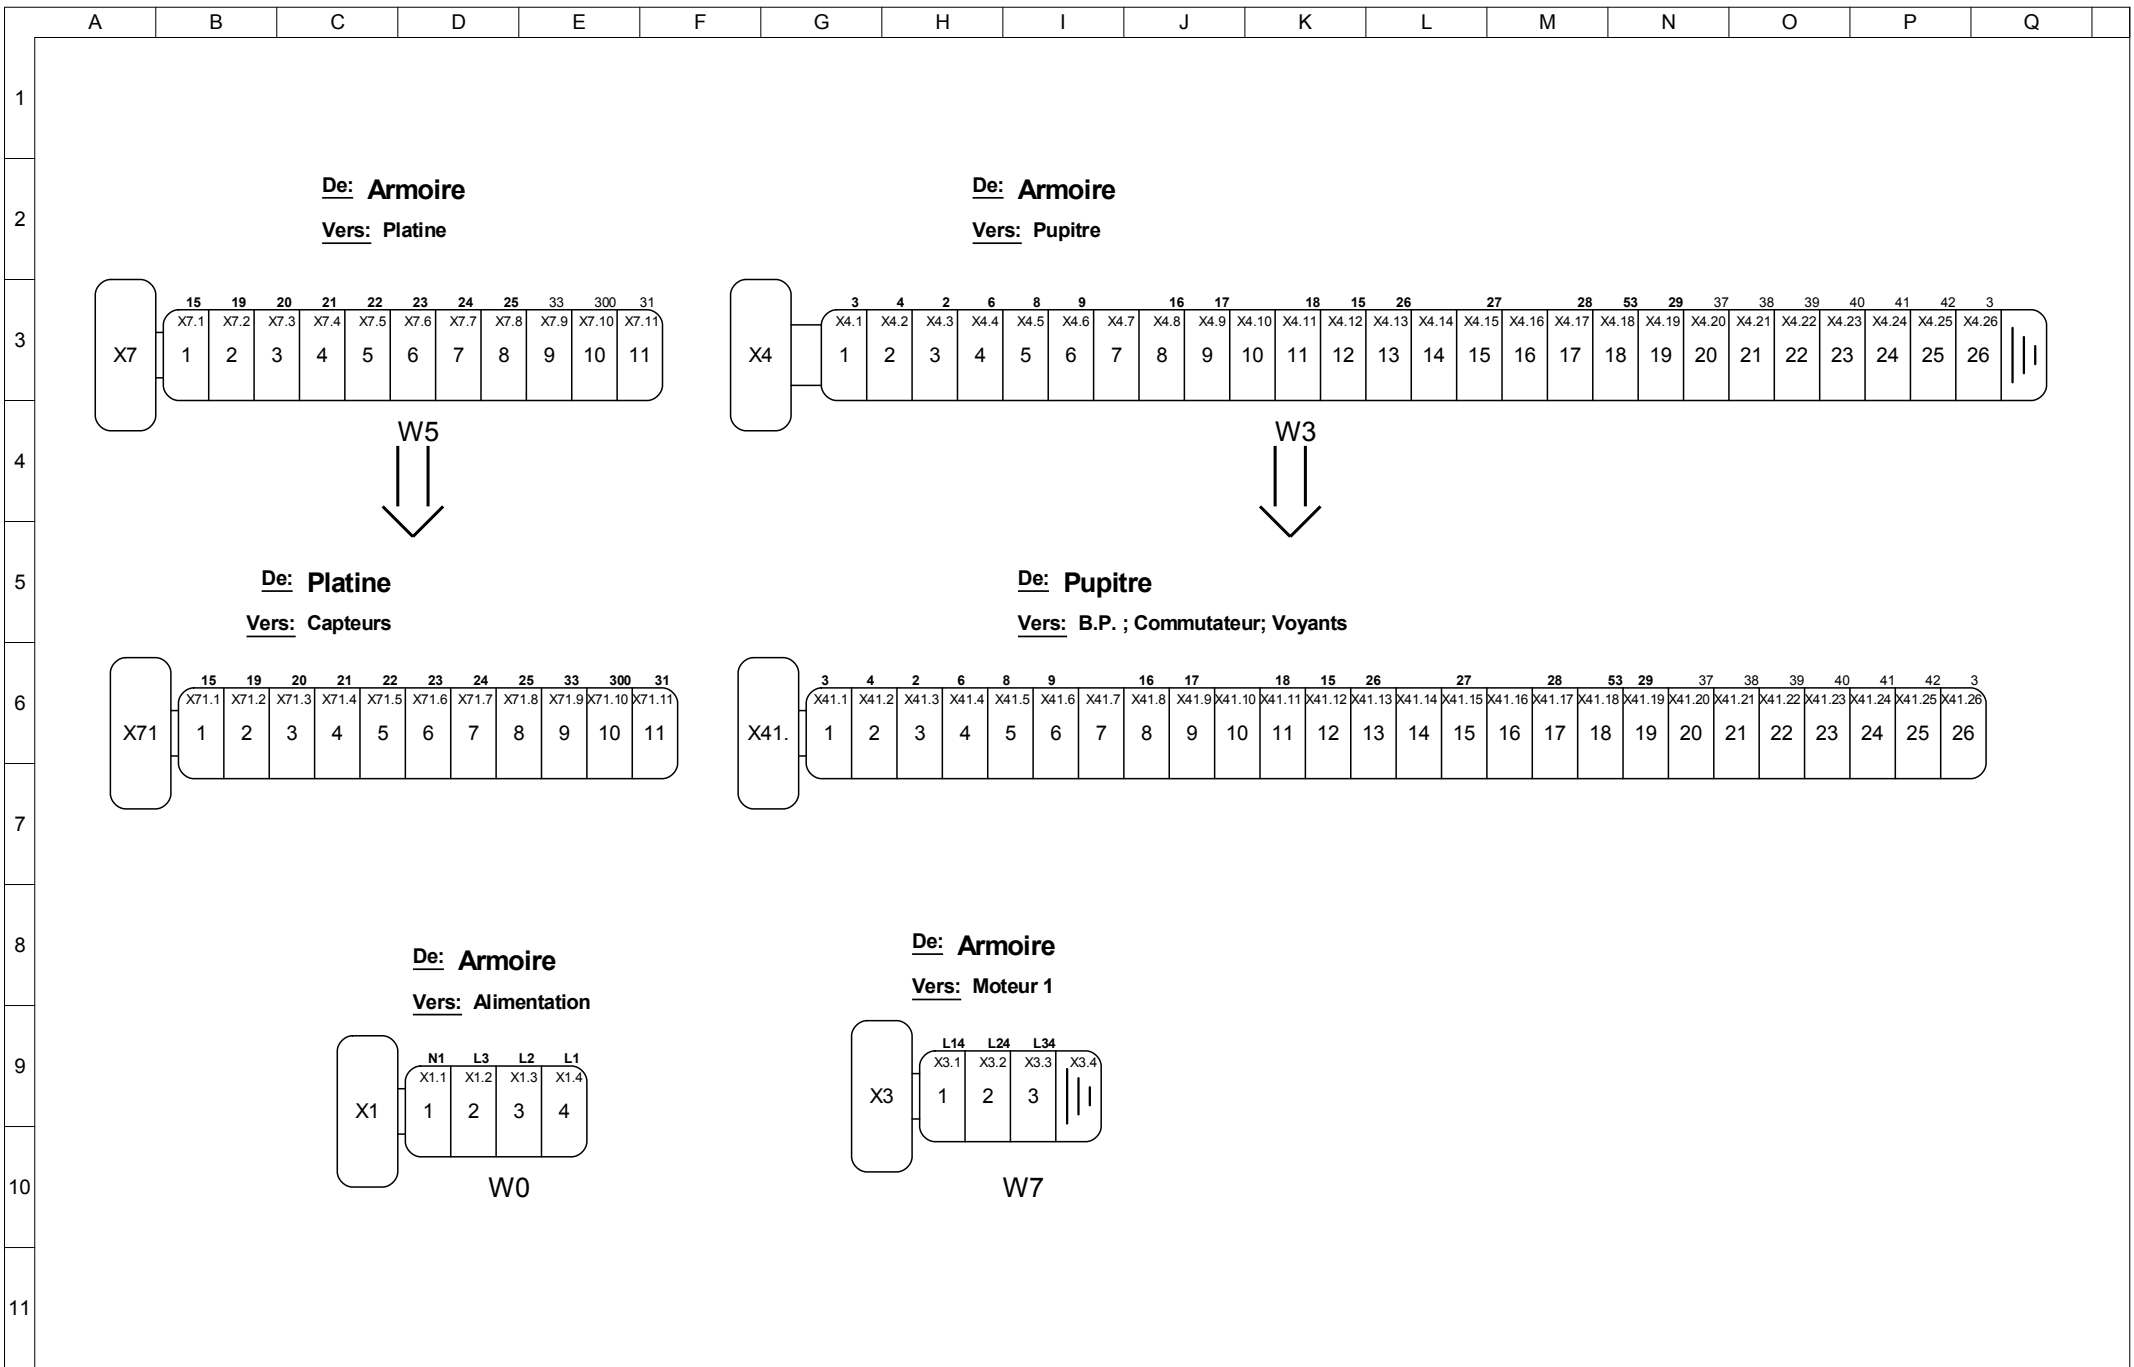 A B C D E F G H I J K L M N O P Q
1
2
3
4
5
6
7
8
9
10
11
De: Armoire
Vers: Platine
15 19 20 21 22 23 24 25 33 300 31
X7.1 X7.2 X7.3 X7.4 X7.5 X7.6 X7.7 X7.8 X7.9 X7.10 X7.11
X7 1 2 3 4 5 6 7 8 9 10 11
W5
De: Armoire
Vers: Pupitre
3 4 2 6 8 9 16 17 18 15 26 27 28 53 29 37 38 39 40 41 42 3
X4.1 X4.2 X4.3 X4.4 X4.5 X4.6 X4.7 X4.8 X4.9 X4.10 X4.11 X4.12 X4.13 X4.14 X4.15 X4.16 X4.17 X4.18 X4.19 X4.20 X4.21 X4.22 X4.23 X4.24 X4.25 X4.26
X4 1 2 3 4 5 6 7 8 9 10 11 12 13 14 15 16 17 18 19 20 21 22 23 24 25 26
W3
De: Platine
Vers: Capteurs
15 19 20 21 22 23 24 25 33 300 31
X71.1 X71.2 X71.3 X71.4 X71.5 X71.6 X71.7 X71.8 X71.9 X71.10 X71.11
X71 1 2 3 4 5 6 7 8 9 10 11
De: Pupitre
Vers: B.P. ; Commutateur; Voyants
3 4 2 6 8 9 16 17 18 15 26 27 28 53 29 37 38 39 40 41 42 3
X41.1 X41.2 X41.3 X41.4 X41.5 X41.6 X41.7 X41.8 X41.9 X41.10 X41.11 X41.12 X41.13 X41.14 X41.15 X41.16 X41.17 X41.18 X41.19 X41.20 X41.21 X41.22 X41.23 X41.24 X41.25 X41.26
X41. 1 2 3 4 5 6 7 8 9 10 11 12 13 14 15 16 17 18 19 20 21 22 23 24 25 26
De: Armoire
Vers: Alimentation
N1 L3 L2 L1
X1.1 X1.2 X1.3 X1.4
X1 1 2 3 4
W0
De: Armoire
Vers: Moteur 1
L14 L24 L34
X3.1 X3.2 X3.3 X3.4
X3 1 2 3
W7